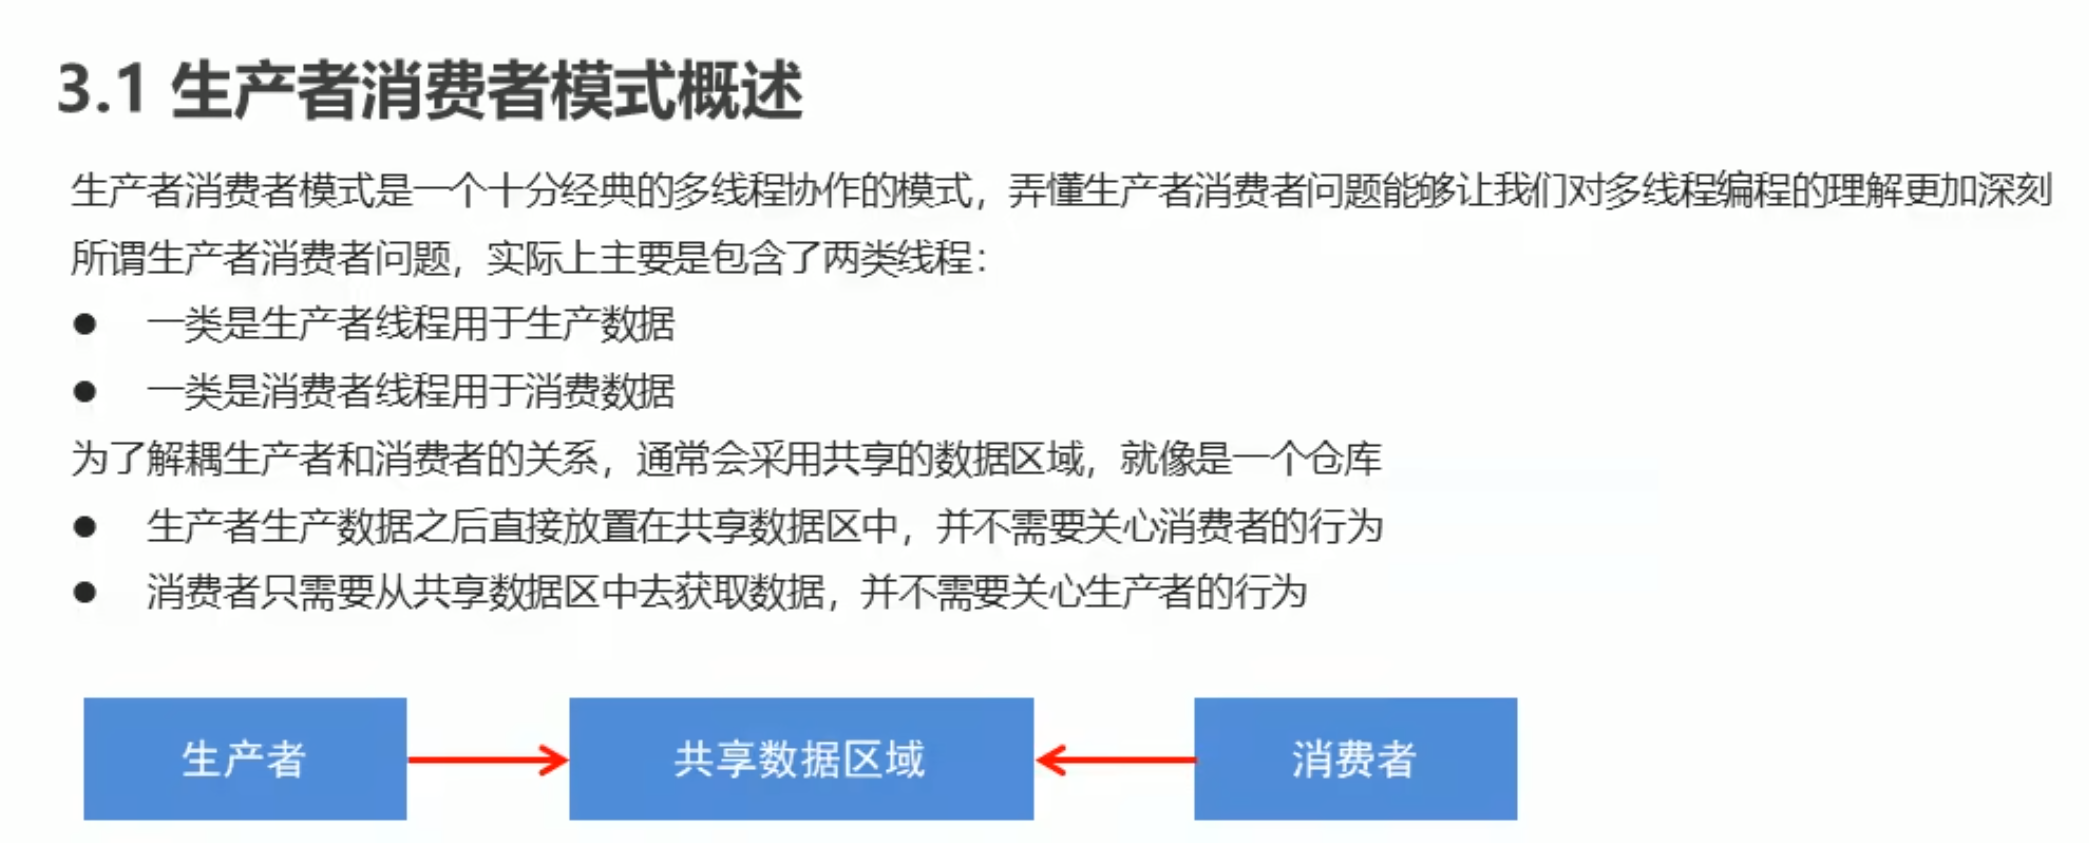 3.1 生产者消费者模式概述
生产者消费者模式是一个十分经典的多线程协作的模式，弄懂生产者消费者问题能够让我们对多线程编程的理解更加深刻
所谓生产者消费者问题，实际上主要是包含了两类线程：
● 一类是生产者线程用于生产数据
● 一类是消费者线程用于消费数据
为了解耦生产者和消费者的关系，通常会采用共享的数据区域，就像是一个仓库
● 生产者生产数据之后直接放置在共享数据区中，并不需要关心消费者的行为
● 消费者只需要从共享数据区中去获取数据，并不需要关心生产者的行为
生产者
共享数据区域
消费者